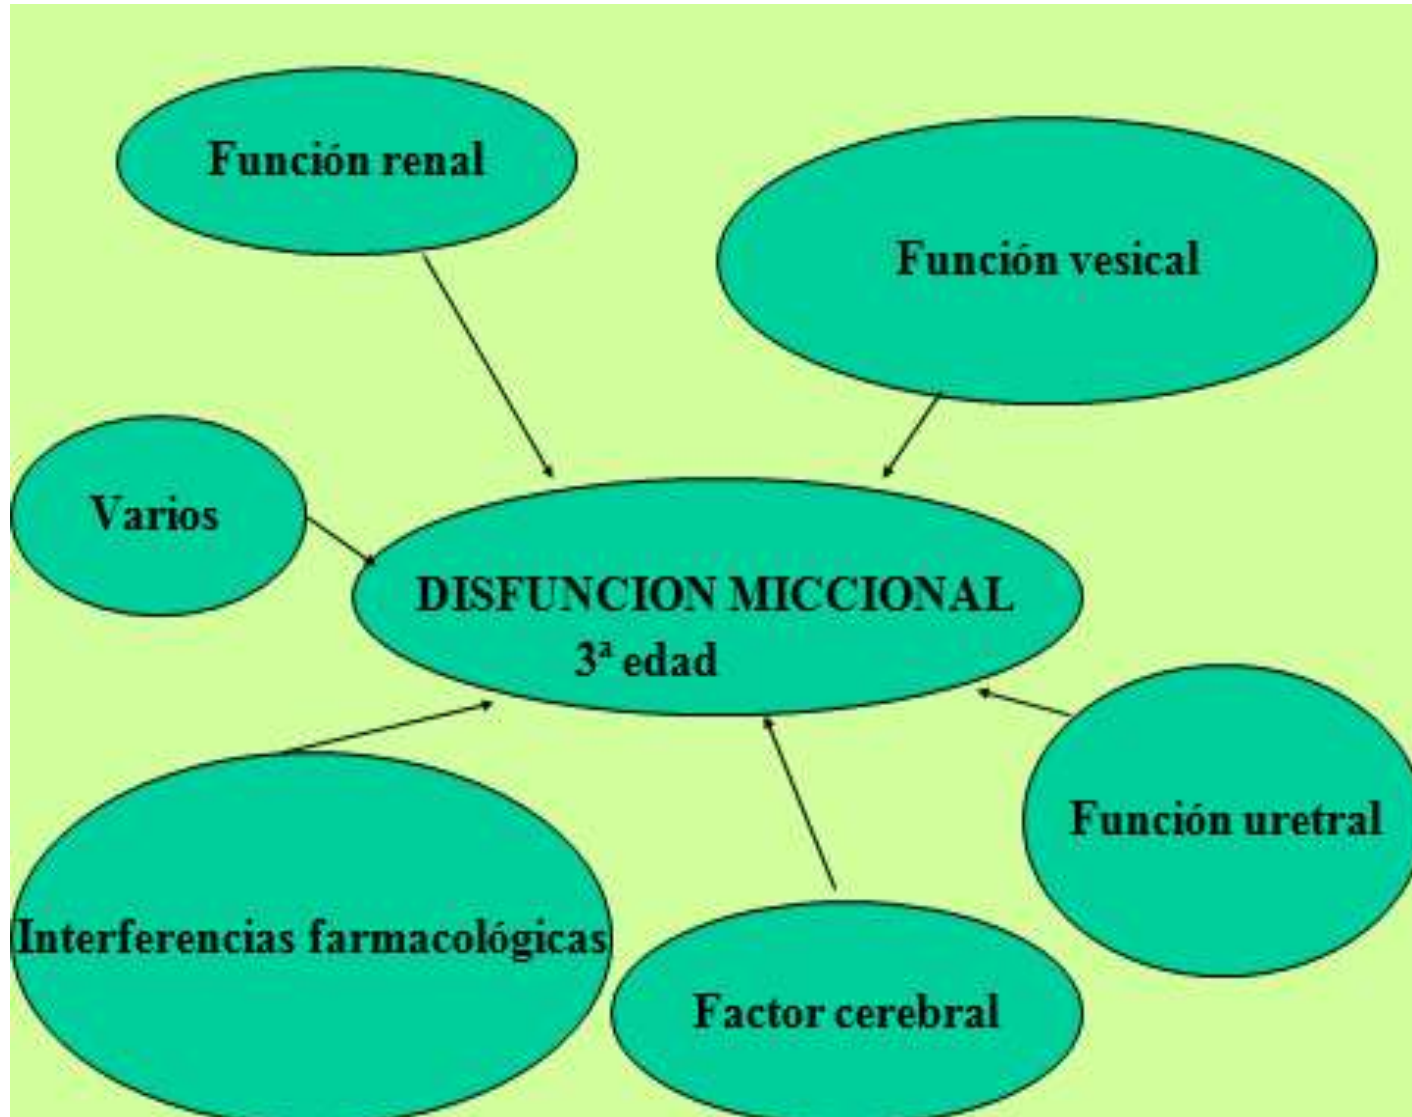 Función renal
Función vesical
Varios
DISFUNCION MICCIONAL
3ª edad
Función uretral
Interferencias farmacológicas
Factor cerebral